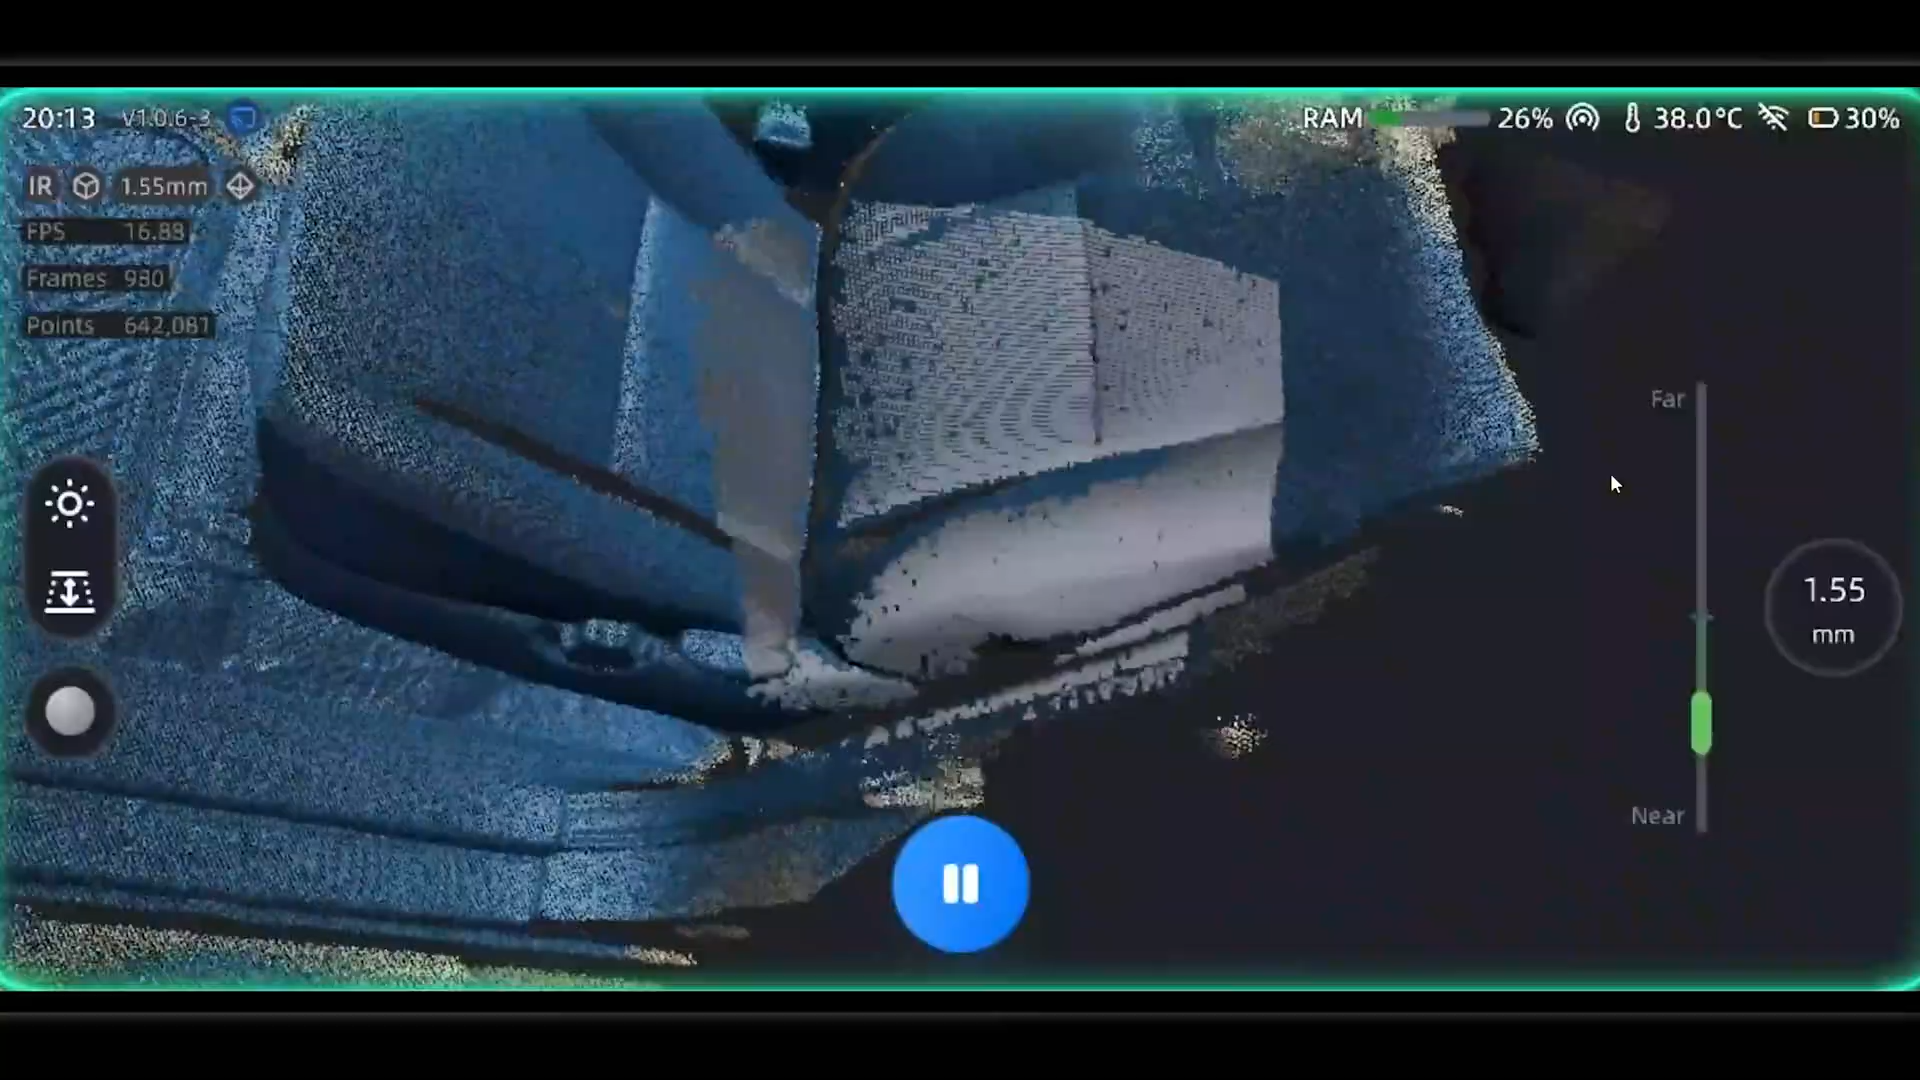 20:13 V1.0.6-3
RAM 26% 38.0°C 30%
IR 1.55mm
FPS 16.88
Frames 980
Points 642,081
Far
1.55
mm
Near